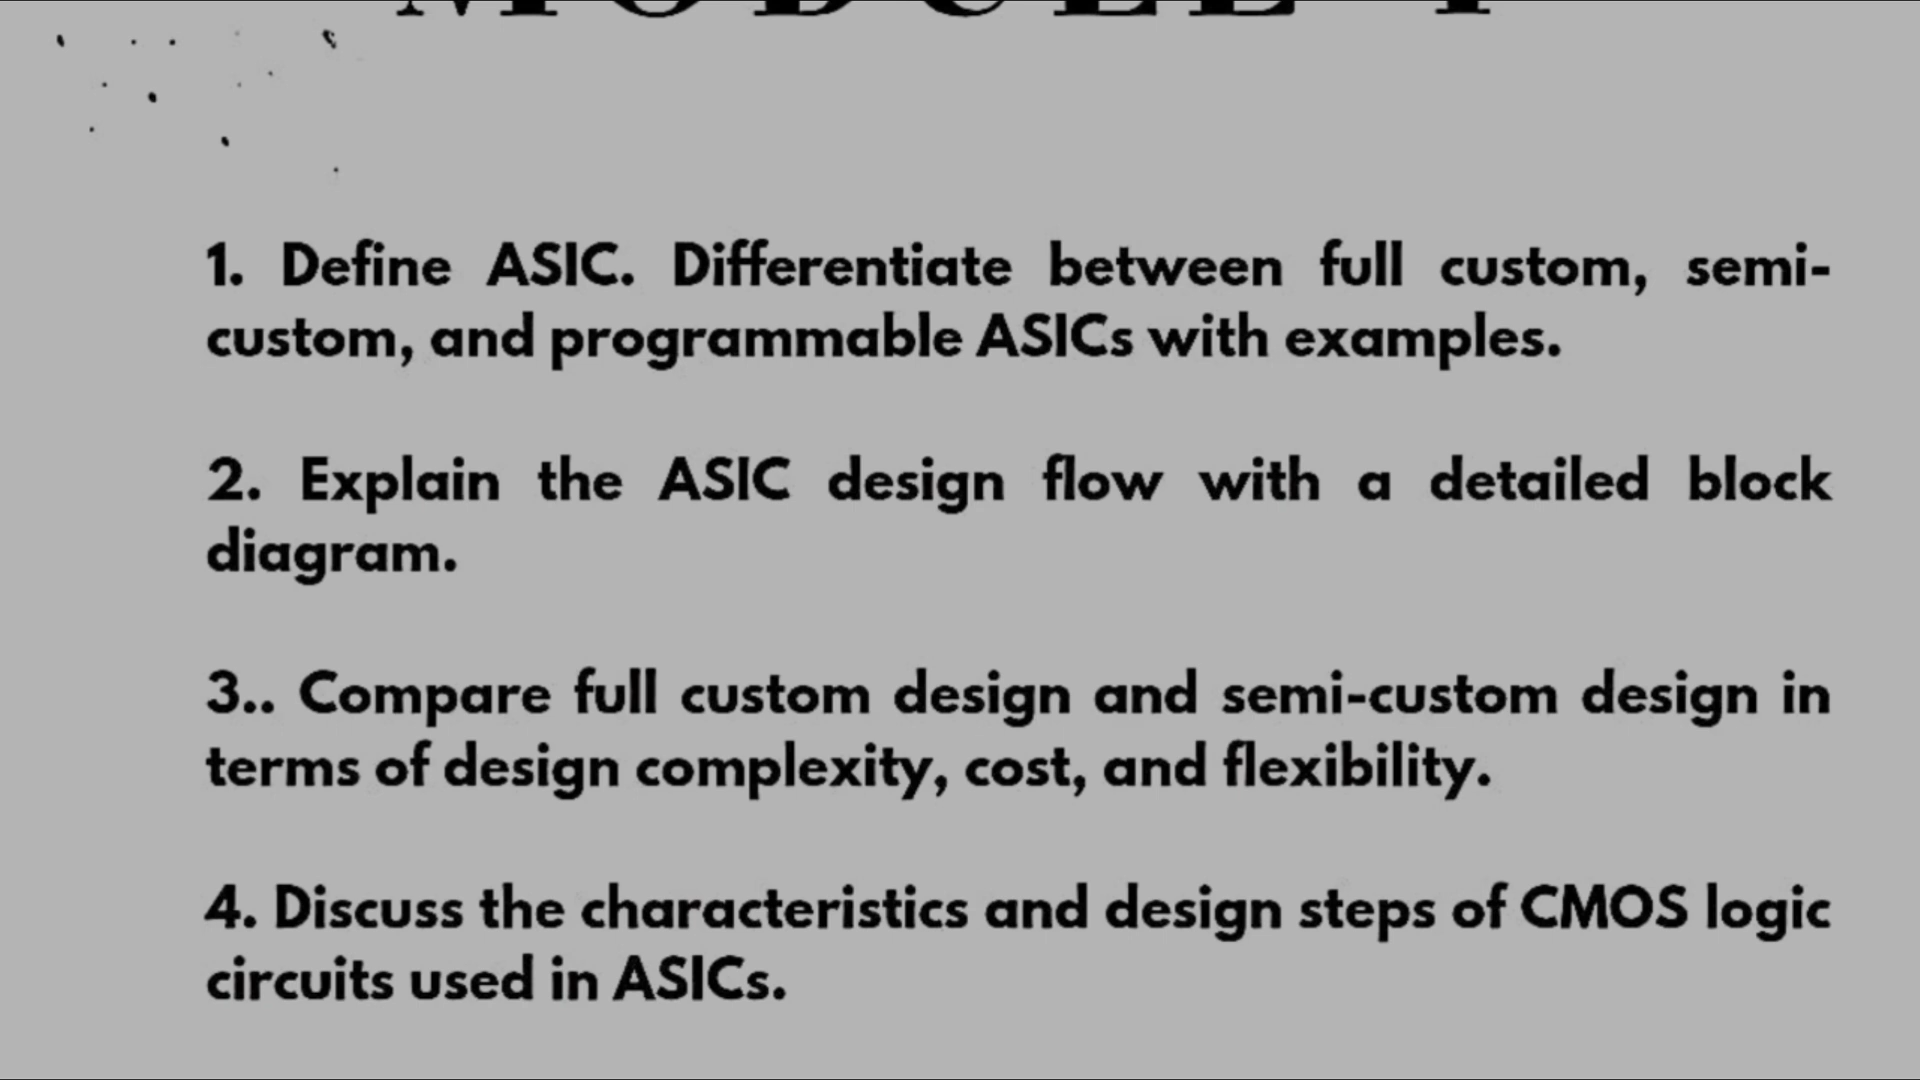 MODULE 1
1. Define ASIC. Differentiate between full custom, semi-
custom, and programmable ASICs with examples.
2. Explain the ASIC design flow with a detailed block
diagram.
3.. Compare full custom design and semi-custom design in
terms of design complexity, cost, and flexibility.
4. Discuss the characteristics and design steps of CMOS logic
circuits used in ASICs.